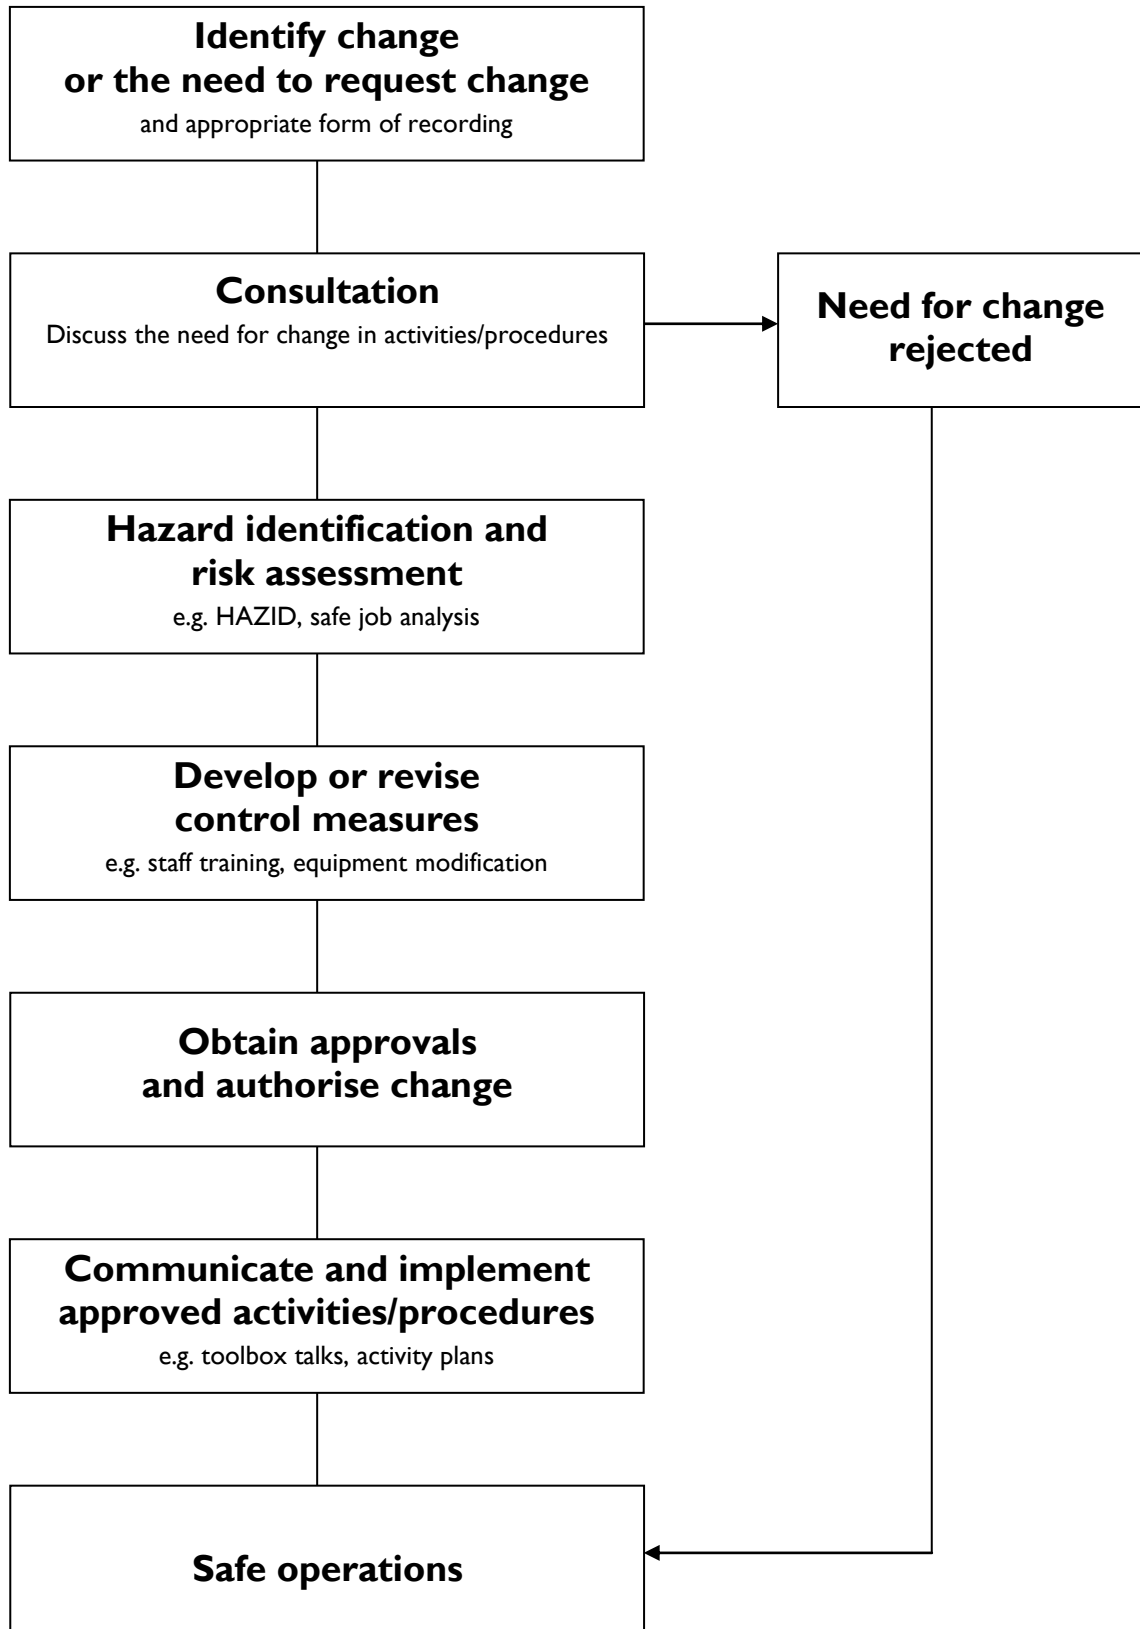 Identify change
or the need to request change
and appropriate form of recording
Consultation
Discuss the need for change in activities/procedures
Need for change
rejected
Hazard identification and
risk assessment
e.g. HAZID, safe job analysis
Develop or revise
control measures
e.g. staff training, equipment modification
Obtain approvals
and authorise change
Communicate and implement
approved activities/procedures
e.g. toolbox talks, activity plans
Safe operations